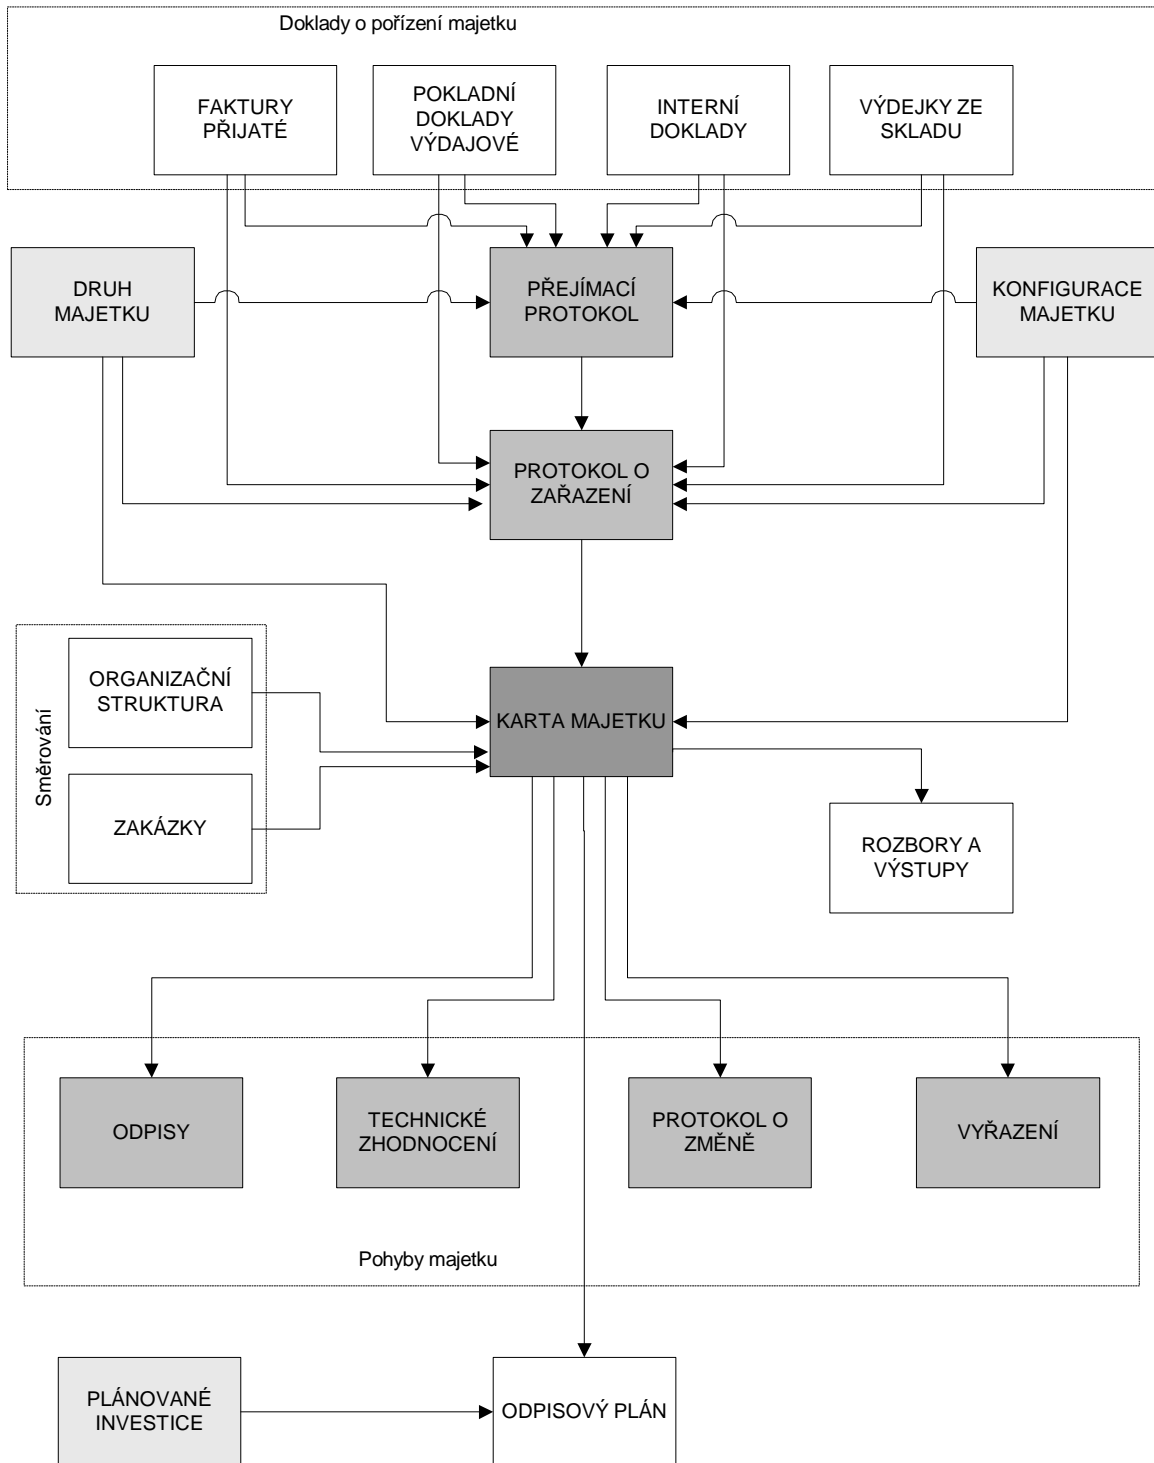 Doklady o pořízení majetku
FAKTURY
PŘIJATÉ
POKLADNÍ
DOKLADY
VÝDAJOVÉ
INTERNÍ
DOKLADY
VÝDEJKY ZE
SKLADU
DRUH
MAJETKU
PŘEJÍMACÍ
PROTOKOL
KONFIGURACE
MAJETKU
PROTOKOL O
ZAŘAZENÍ
Směrování
ORGANIZAČNÍ
STRUKTURA
KARTA MAJETKU
ZAKÁZKY
ROZBORY A
VÝSTUPY
ODPISY
TECHNICKÉ
ZHODNOCENÍ
PROTOKOL O
ZMĚNĚ
VYŘAZENÍ
Pohyby majetku
PLÁNOVANÉ
INVESTICE
ODPISOVÝ PLÁN